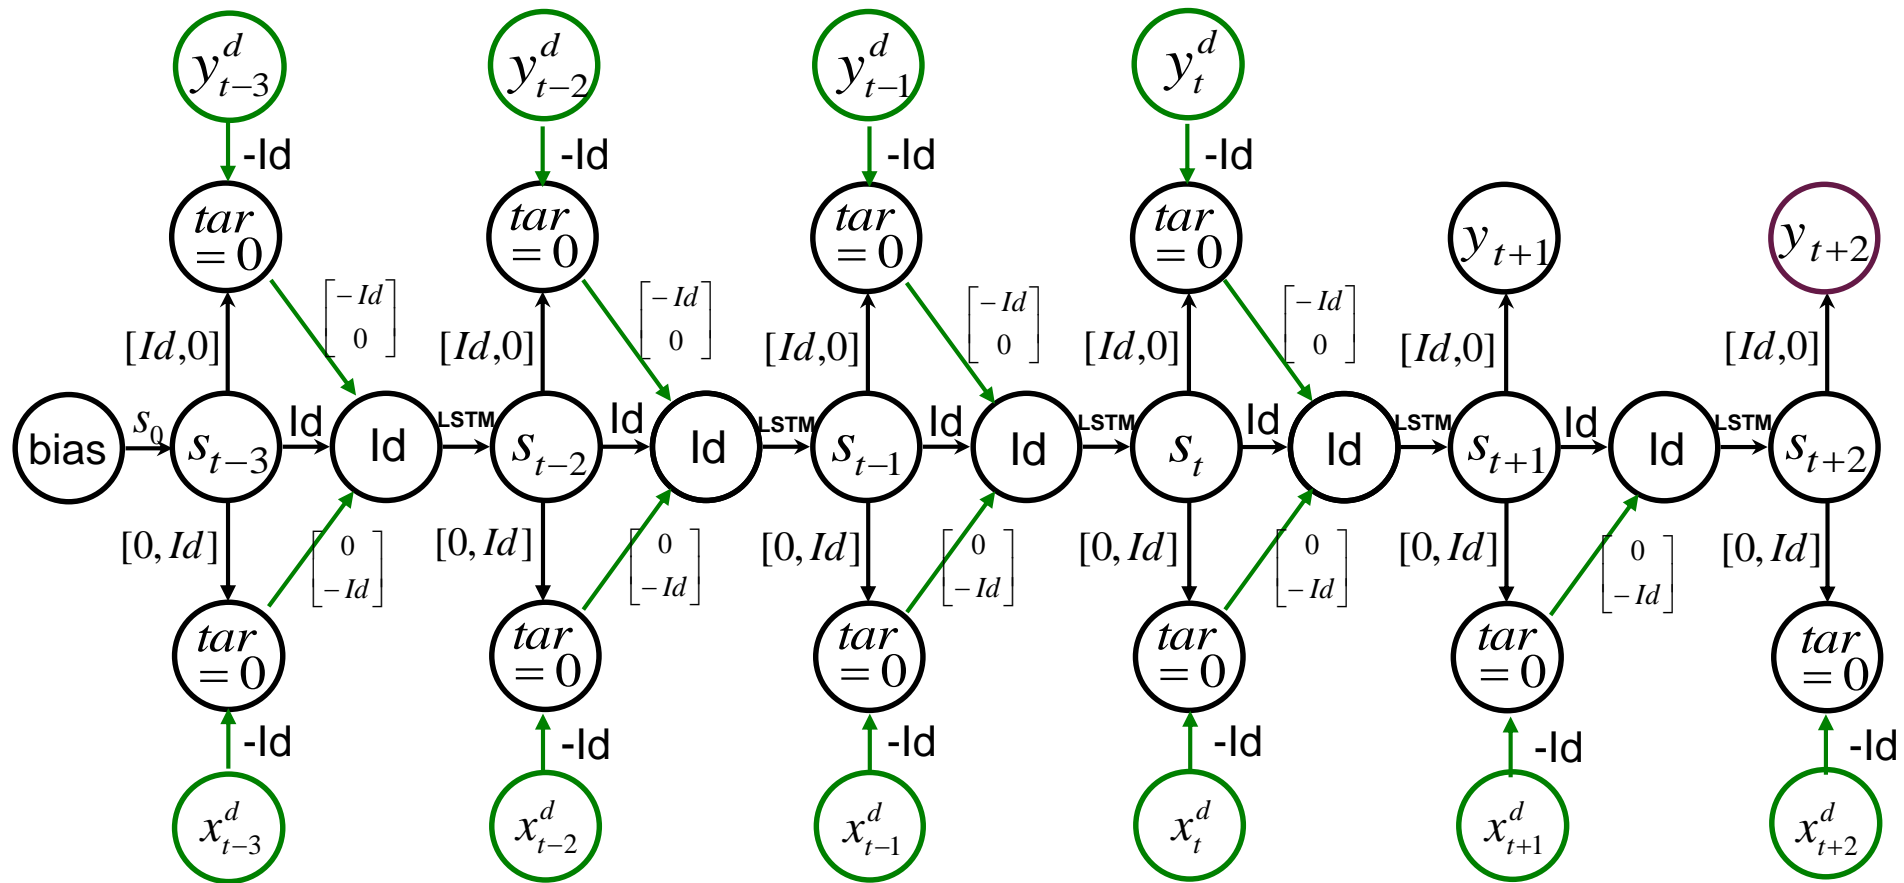 y^d_{t-3} y^d_{t-2} y^d_{t-1} y^d_t
-Id -Id -Id -Id
tar tar tar tar
=0 =0 =0 =0 y_{t+1} y_{t+2}
[-Id 0] [-Id 0] [-Id 0] [-Id 0]
[Id,0] [Id,0] [Id,0] [Id,0] [Id,0] [Id,0]
bias s_0 s_{t-3} Id Id LSTM s_{t-2} Id Id LSTM s_{t-1} Id Id LSTM s_t Id Id LSTM s_{t+1} Id Id LSTM s_{t+2}
[0,Id] [0,Id] [0,Id] [0,Id] [0,Id] [0,Id]
[0 -Id] [0 -Id] [0 -Id] [0 -Id] [0 -Id]
tar tar tar tar tar tar
=0 =0 =0 =0 =0 =0
-Id -Id -Id -Id -Id -Id
x^d_{t-3} x^d_{t-2} x^d_{t-1} x^d_t x^d_{t+1} x^d_{t+2}